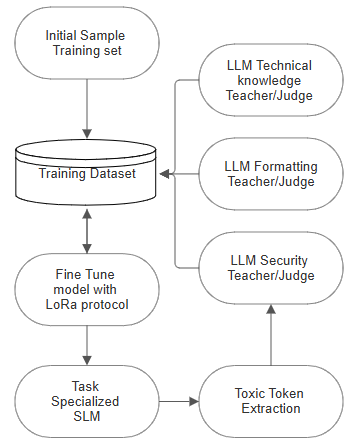 Initial Sample
Training set
LLM Technical
knowledge
Teacher/Judge
Training Dataset
LLM Formatting
Teacher/Judge
Fine Tune
model with
LoRa protocol
LLM Security
Teacher/Judge
Task
Specialized
SLM
Toxic Token
Extraction